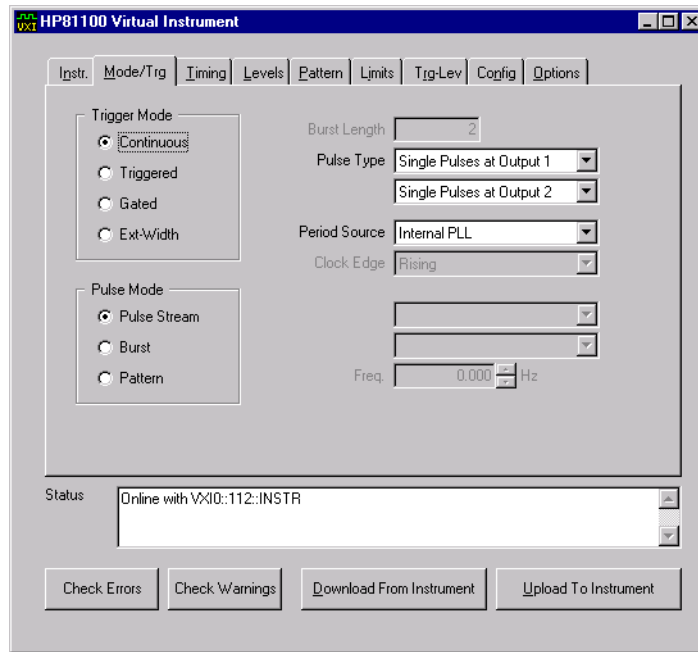 VXI HP81100 Virtual Instrument
Instr. Mode/Trg Timing Levels Pattern Limits Trg-Lev Config Options
Trigger Mode
Continuous
Triggered
Gated
Ext-Width
Burst Length 2
Pulse Type Single Pulses at Output 1
Single Pulses at Output 2
Period Source Internal PLL
Clock Edge Rising
Pulse Mode
Pulse Stream
Burst
Pattern
Freq. 0.000 Hz
Status Online with VXI0::112::INSTR
Check Errors Check Warnings Download From Instrument Upload To Instrument